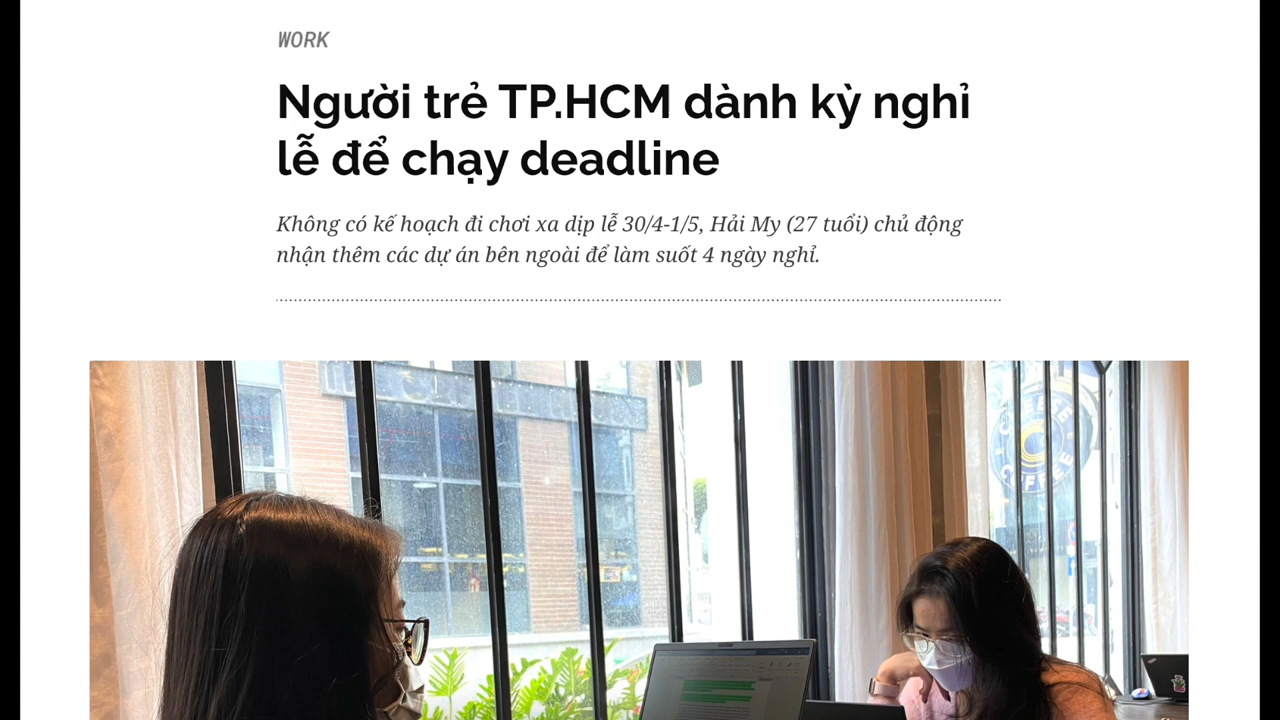 WORK
Người trẻ TP.HCM dành kỳ nghỉ
lễ để chạy deadline
Không có kế hoạch đi chơi xa dịp lễ 30/4-1/5, Hải My (27 tuổi) chủ động
nhận thêm các dự án bên ngoài để làm suốt 4 ngày nghỉ.
COFFEE